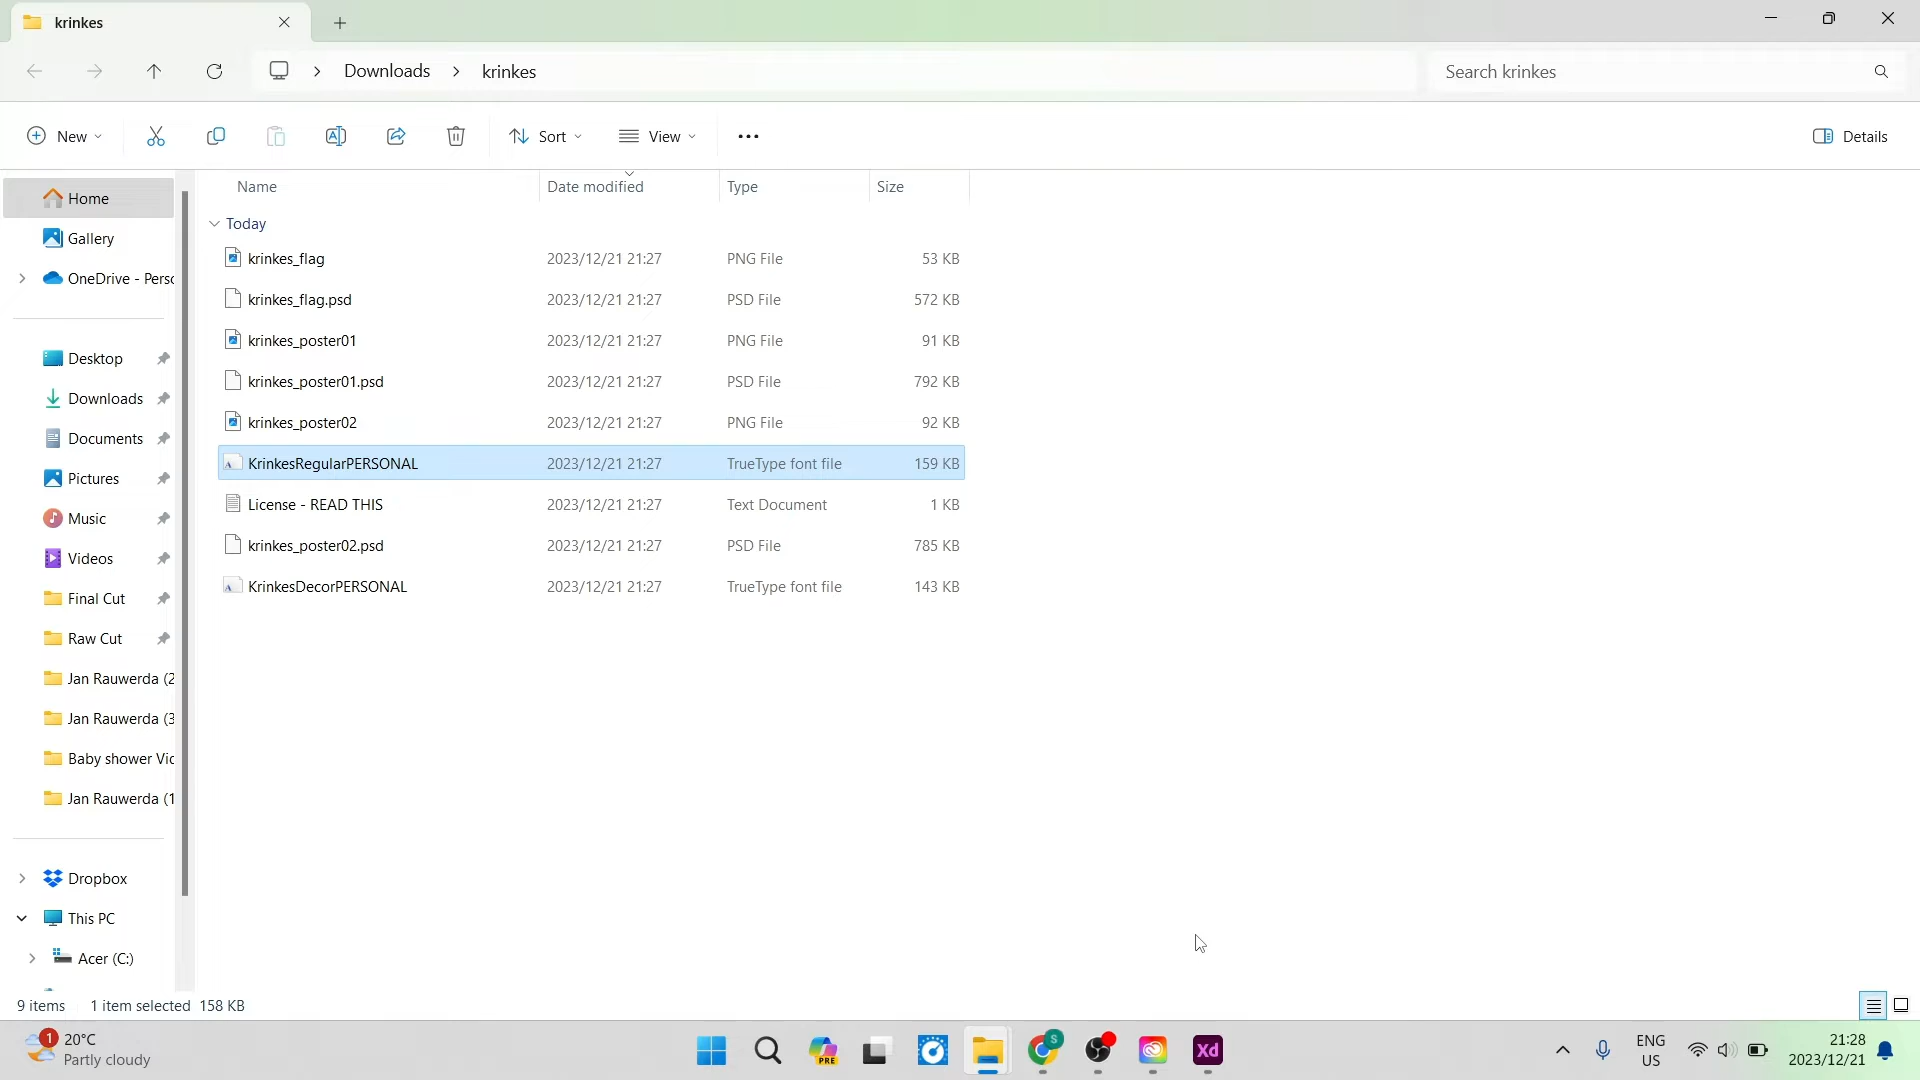 krinkes
Downloads krinkes
Search krinkes
New
Sort
View
Details
Name Date modified Type Size
Today
krinkes_flag 2023/12/21 21:27 PNG File 53 KB
krinkes_flag.psd 2023/12/21 21:27 PSD File 572 KB
krinkes_poster01 2023/12/21 21:27 PNG File 91 KB
krinkes_poster01.psd 2023/12/21 21:27 PSD File 792 KB
krinkes_poster02 2023/12/21 21:27 PNG File 92 KB
KrinkesRegularPERSONAL 2023/12/21 21:27 TrueType font file 159 KB
License - READ THIS 2023/12/21 21:27 Text Document 1 KB
krinkes_poster02.psd 2023/12/21 21:27 PSD File 785 KB
KrinkesDecorPERSONAL 2023/12/21 21:27 TrueType font file 143 KB
Home
Gallery
OneDrive - Perso
Desktop
Downloads
Documents
Pictures
Music
Videos
Final Cut
Raw Cut
Jan Rauwerda (2
Jan Rauwerda (3
Baby shower Vic
Jan Rauwerda (1
Dropbox
This PC
Acer (C:)
9 items 1 item selected 158 KB
1
20°C
Partly cloudy
PRE
S
Xd
ENG
US
21:28
2023/12/21